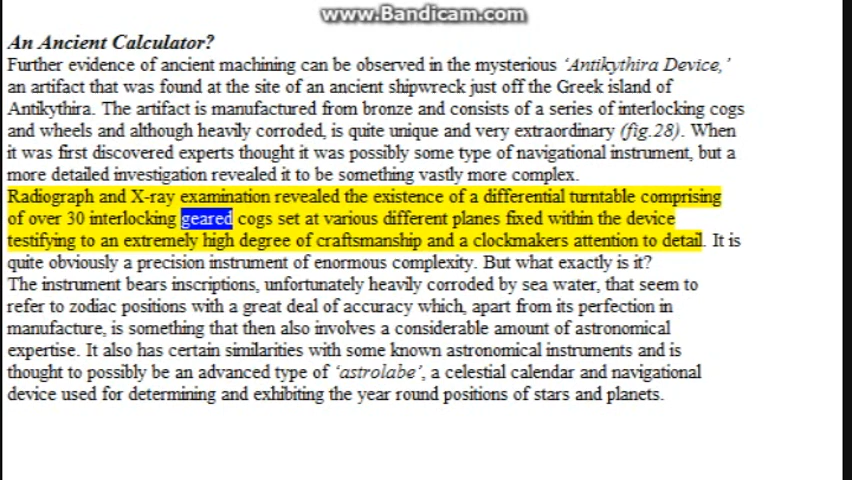 www.Bandicam.com
An Ancient Calculator?
Further evidence of ancient machining can be observed in the mysterious ‘Antikythira Device,’
an artifact that was found at the site of an ancient shipwreck just off the Greek island of
Antikythira. The artifact is manufactured from bronze and consists of a series of interlocking cogs
and wheels and although heavily corroded, is quite unique and very extraordinary (fig.28). When
it was first discovered experts thought it was possibly some type of navigational instrument, but a
more detailed investigation revealed it to be something vastly more complex.
Radiograph and X-ray examination revealed the existence of a differential turntable comprising
of over 30 interlocking geared cogs set at various different planes fixed within the device
testifying to an extremely high degree of craftsmanship and a clockmakers attention to detail. It is
quite obviously a precision instrument of enormous complexity. But what exactly is it?
The instrument bears inscriptions, unfortunately heavily corroded by sea water, that seem to
refer to zodiac positions with a great deal of accuracy which, apart from its perfection in
manufacture, is something that then also involves a considerable amount of astronomical
expertise. It also has certain similarities with some known astronomical instruments and is
thought to possibly be an advanced type of ‘astrolabe’, a celestial calendar and navigational
device used for determining and exhibiting the year round positions of stars and planets.